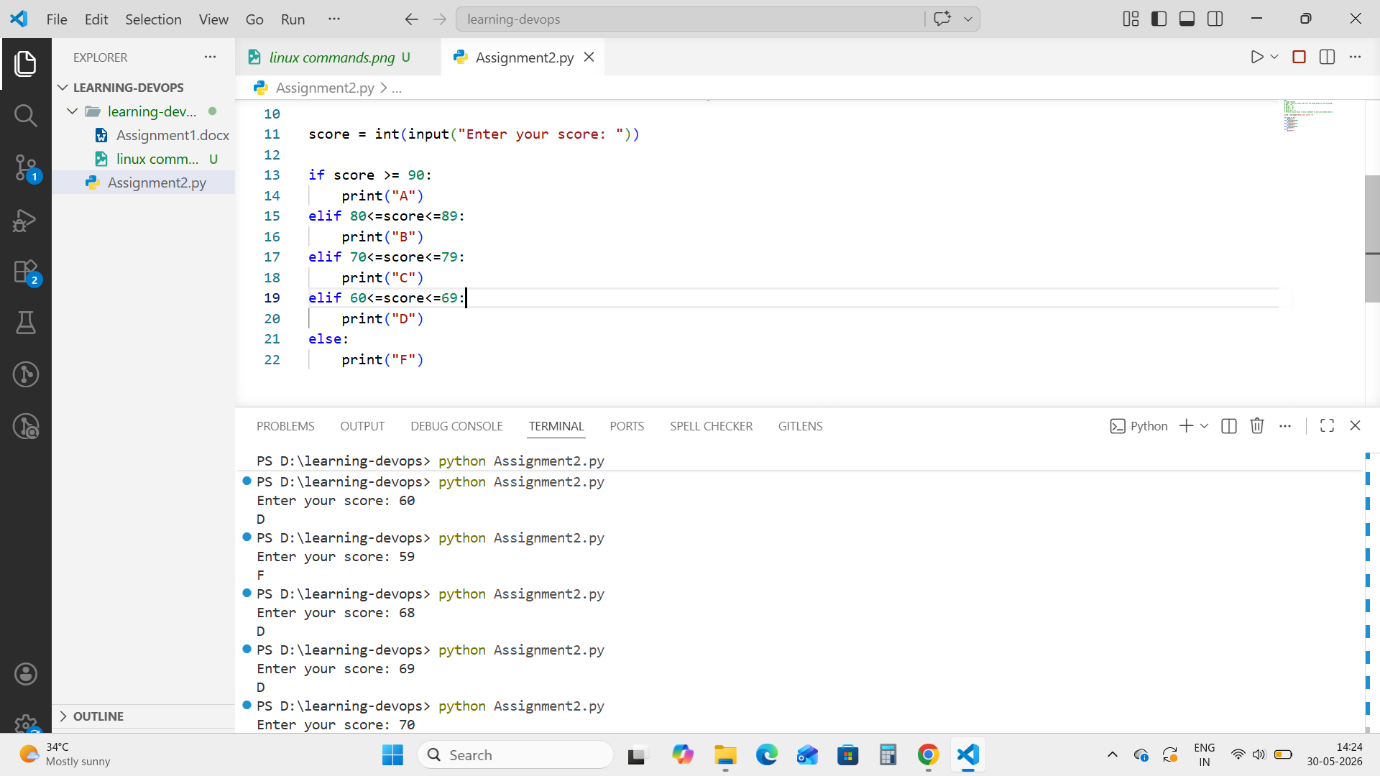 File Edit Selection View Go Run ··· learning-devops
EXPLORER ···
LEARNING-DEVOPS
learning-dev...
Assignment1.docx
linux comm... U
Assignment2.py
OUTLINE
1
2
linux commands.png U
Assignment2.py
Assignment2.py > ...
10
11 score = int(input("Enter your score: "))
12
13 if score >= 90:
14 print("A")
15 elif 80<=score<=89:
16 print("B")
17 elif 70<=score<=79:
18 print("C")
19 elif 60<=score<=69:
20 print("D")
21 else:
22 print("F")
PROBLEMS OUTPUT DEBUG CONSOLE TERMINAL PORTS SPELL CHECKER GITLENS Python
PS D:\learning-devops> python Assignment2.py
PS D:\learning-devops> python Assignment2.py
Enter your score: 60
D
PS D:\learning-devops> python Assignment2.py
Enter your score: 59
F
PS D:\learning-devops> python Assignment2.py
Enter your score: 68
D
PS D:\learning-devops> python Assignment2.py
Enter your score: 69
D
PS D:\learning-devops> python Assignment2.py
Enter your score: 70
34°C
Mostly sunny
Search
ENG
IN
14:24
30-05-2026